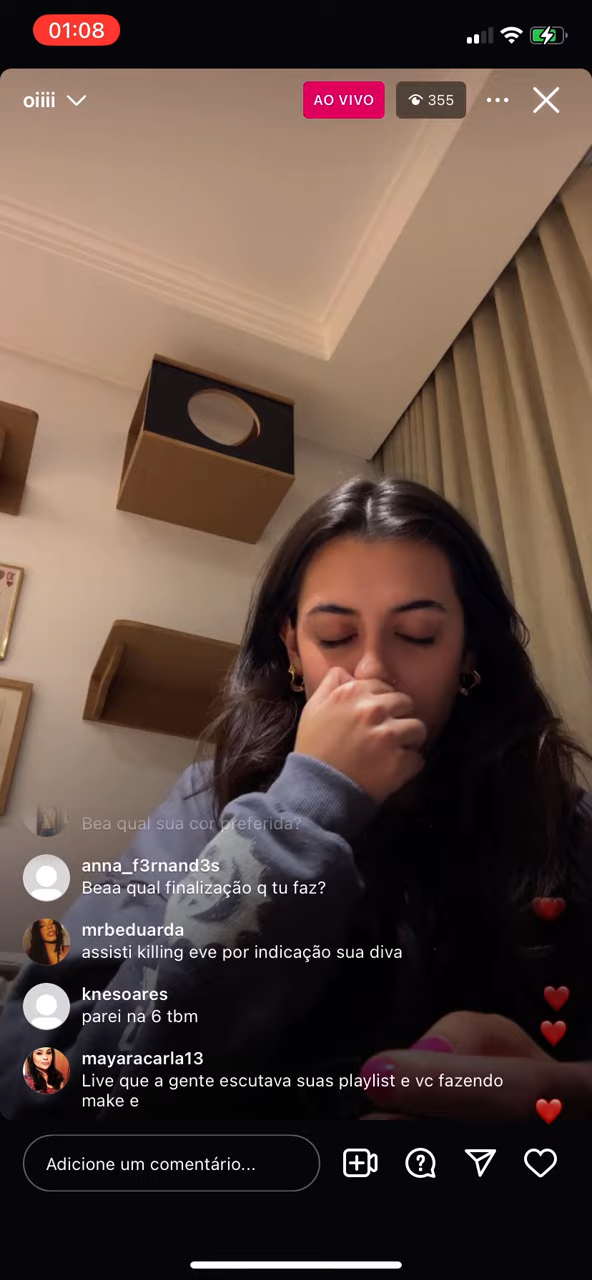 01:08
oiiii
AO VIVO
355
Bea qual sua cor preferida?
anna_f3rnand3s
Beaa qual finalização q tu faz?
mrbeduarda
assisti killing eve por indicação sua diva
knesoares
parei na 6 tbm
mayaracarla13
Live que a gente escutava suas playlist e vc fazendo
make e
Adicione um comentário...